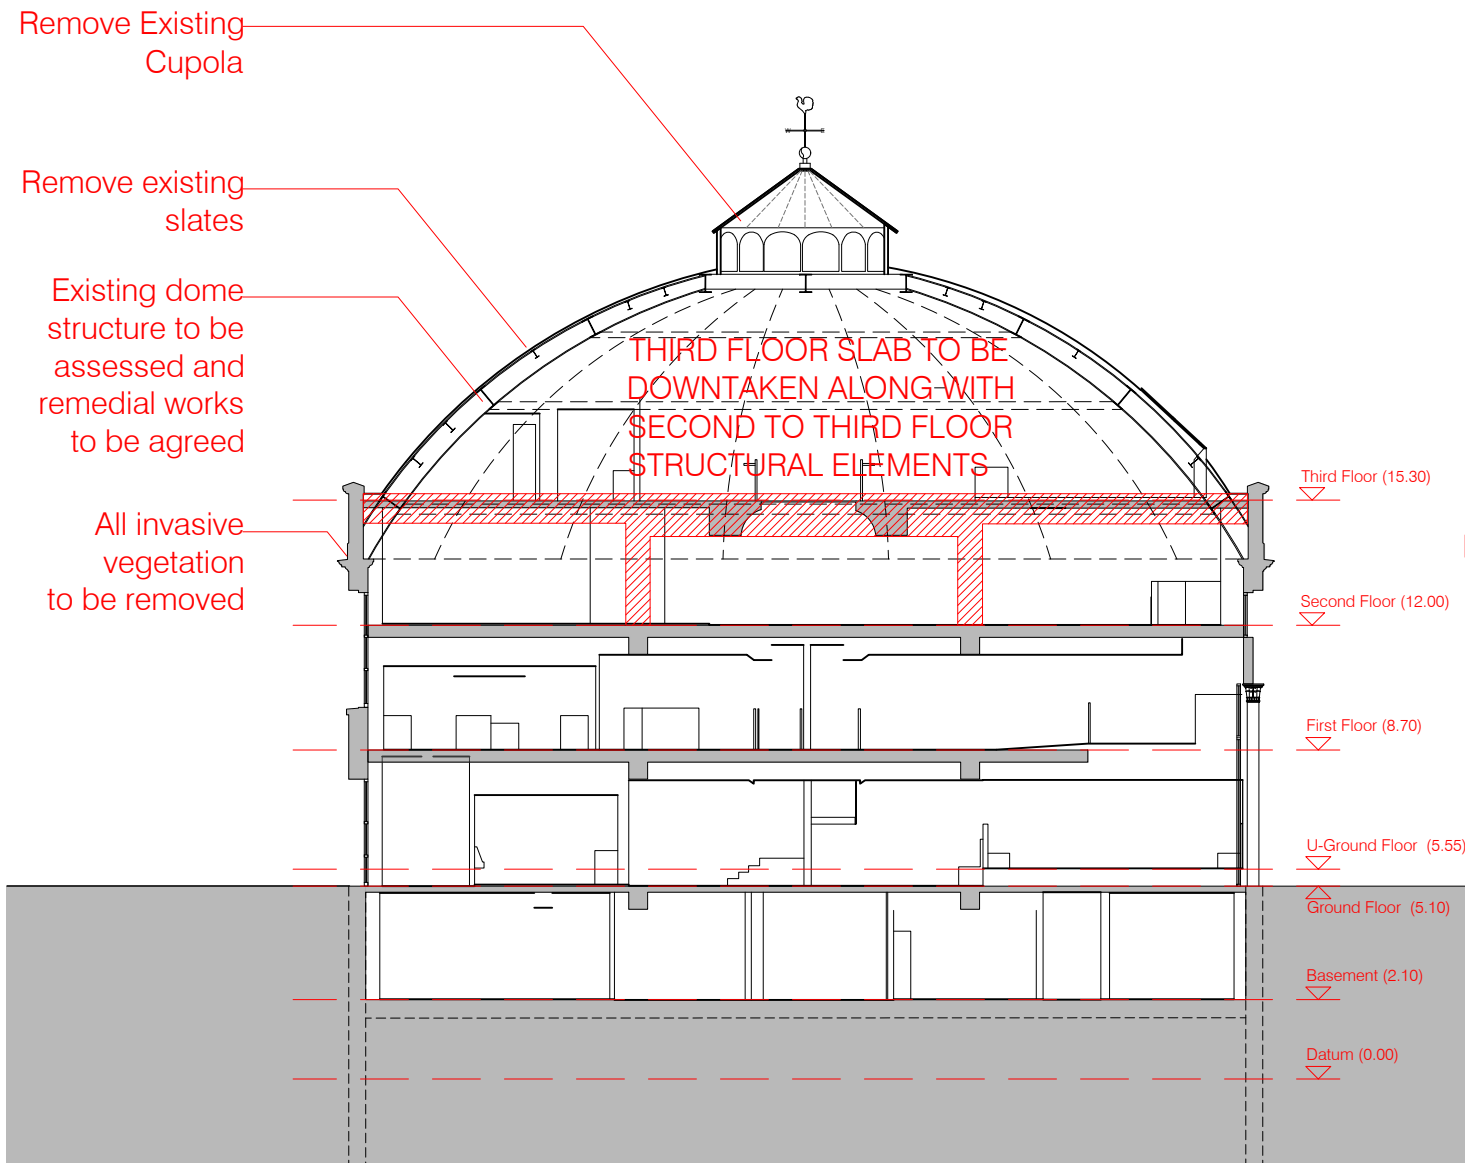 Remove Existing
Cupola
Remove existing
slates
Existing dome
structure to be
assessed and
remedial works
to be agreed
All invasive
vegetation
to be removed
THIRD FLOOR SLAB TO BE
DOWNTAKEN ALONG WITH
SECOND TO THIRD FLOOR
STRUCTURAL ELEMENTS
Third Floor (15.30)
Second Floor (12.00)
First Floor (8.70)
U-Ground Floor (5.55)
Ground Floor (5.10)
Basement (2.10)
Datum (0.00)